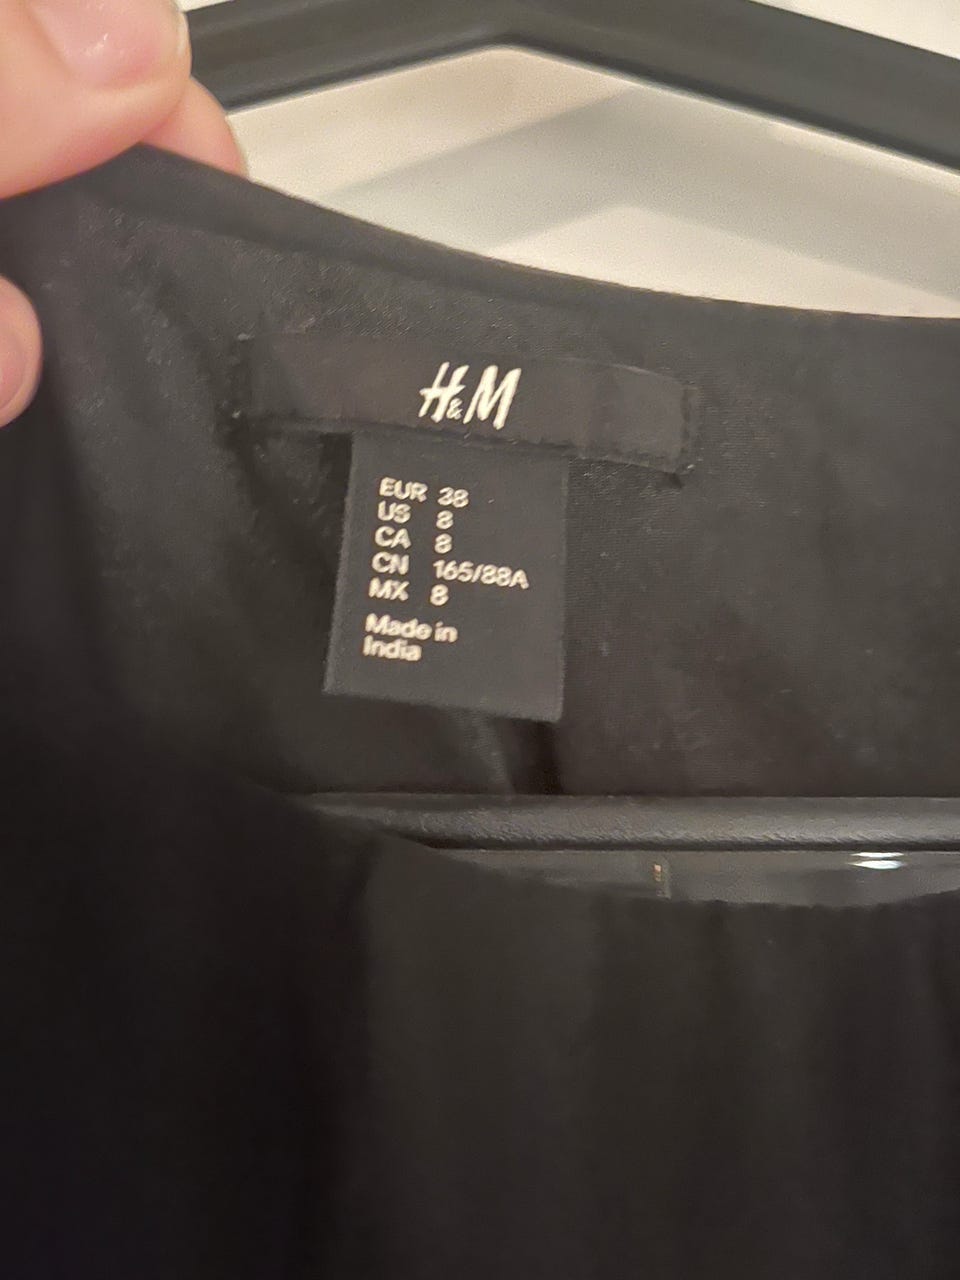 H&M
EUR 38
US 8
CA 8
CN 165/88A
MX 8
Made in
India